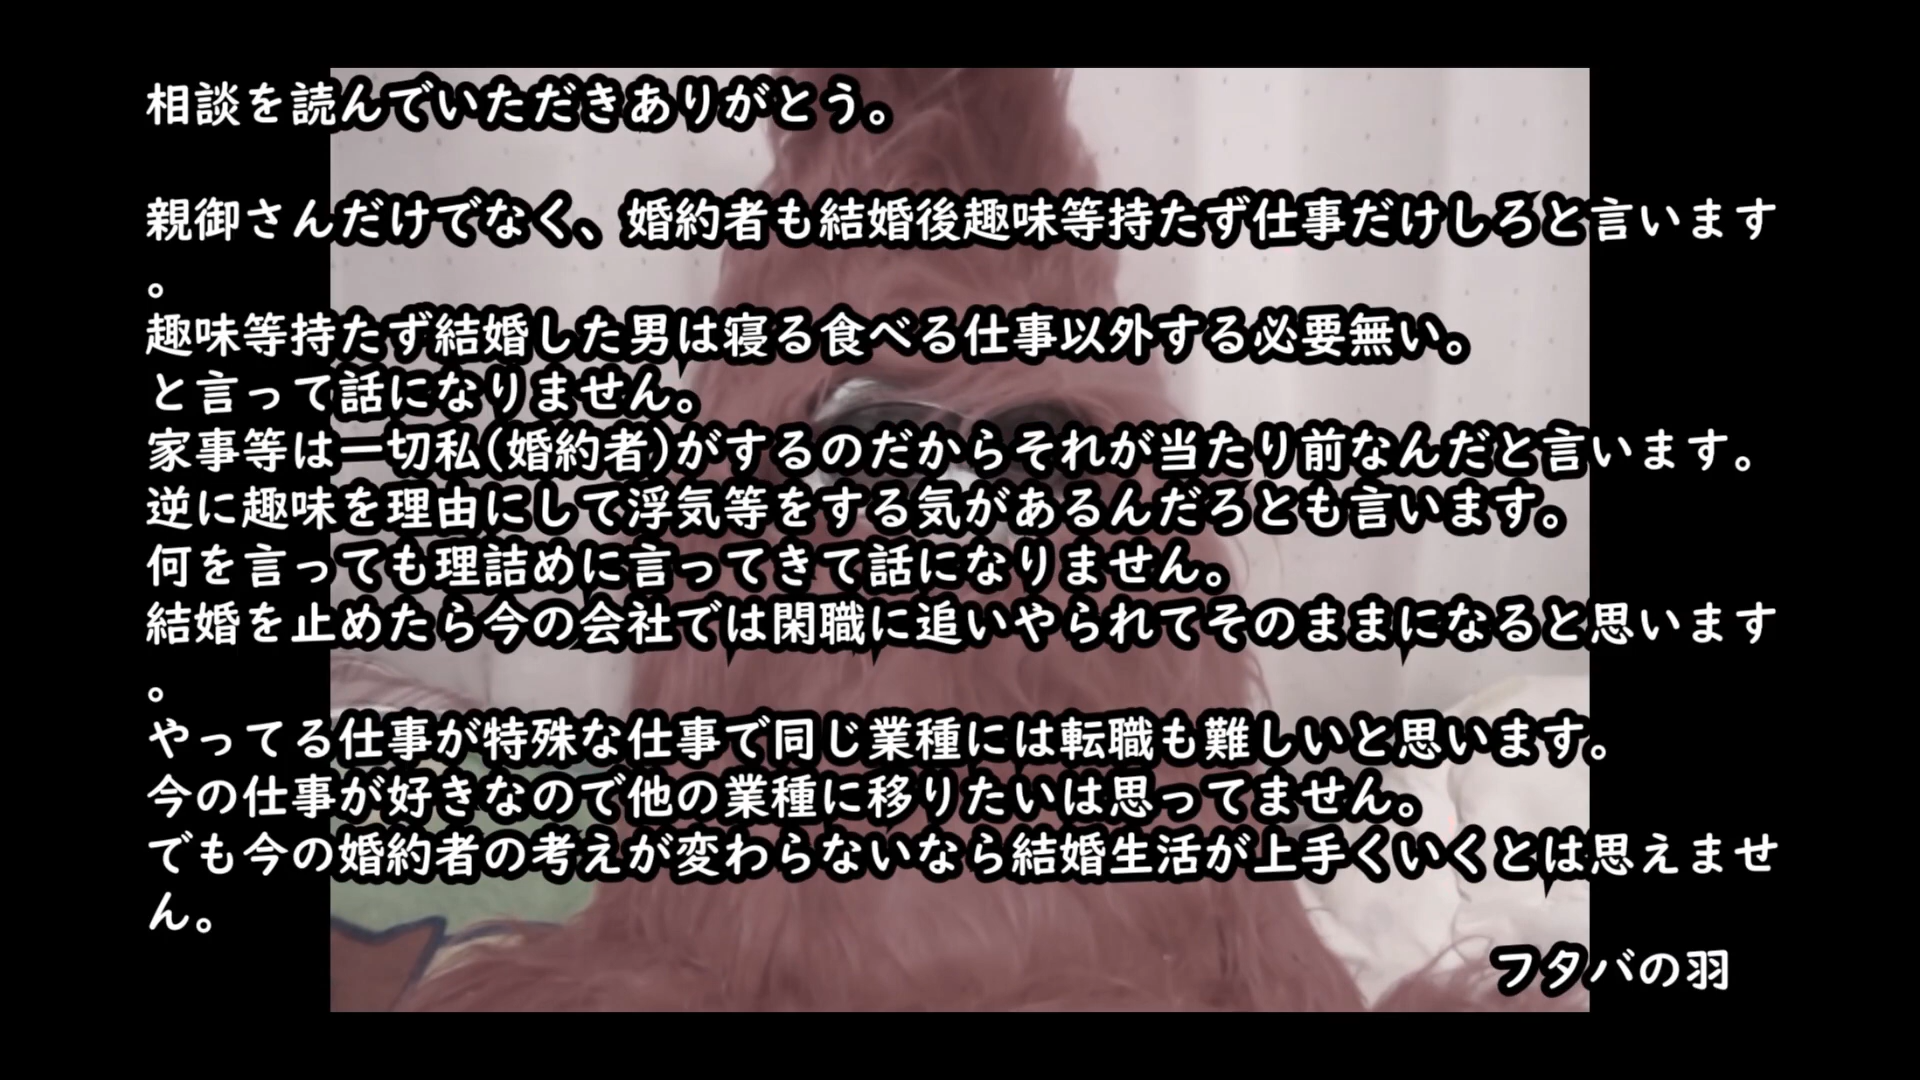 相談を読んでいただきありがとう。
親御さんだけでなく、婚約者も結婚後趣味等持たず仕事だけしろと言います
。
趣味等持たず結婚した男は寝る食べる仕事以外する必要無い。
と言って話になりません。
家事等は一切私(婚約者)がするのだからそれが当たり前なんだと言います。
逆に趣味を理由にして浮気等をする気があるんだろとも言います。
何を言っても理詰めに言ってきて話になりません。
結婚を止めたら今の会社では閑職に追いやられてそのままになると思います
。
やってる仕事が特殊な仕事で同じ業種には転職も難しいと思います。
今の仕事が好きなので他の業種に移りたいは思ってません。
でも今の婚約者の考えが変わらないなら結婚生活が上手くいくとは思えませ
ん。
フタバの羽